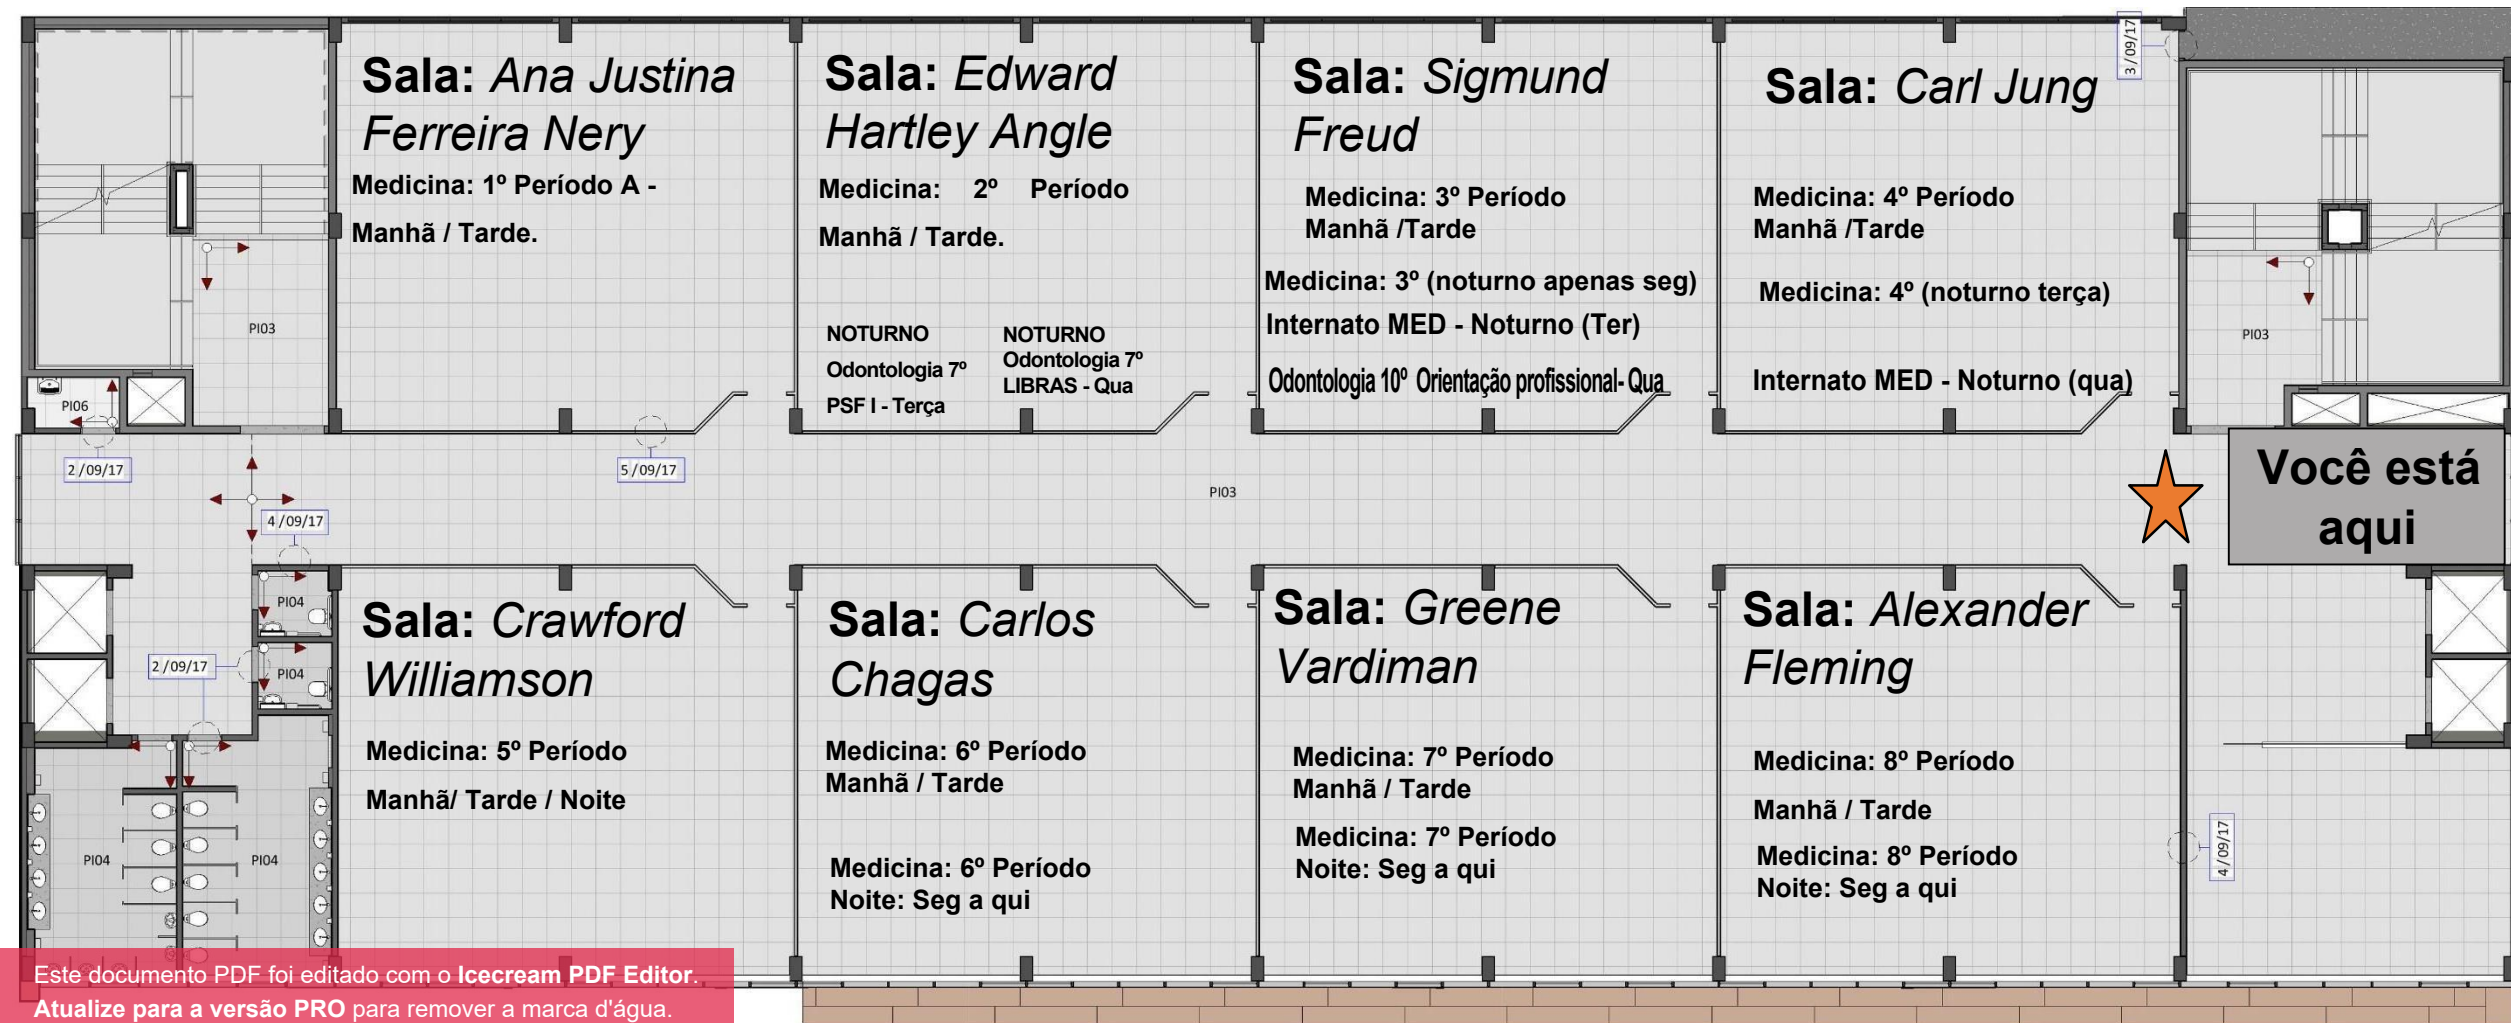 Sala: Ana Justina
Ferreira Nery
Medicina: 1º Período A -
Manhã / Tarde.
Sala: Edward
Hartley Angle
Medicina: 2º Período
Manhã / Tarde.
NOTURNO
Odontologia 7º
PSF I - Terça
NOTURNO
Odontologia 7º
LIBRAS - Qua
Sala: Sigmund
Freud
Medicina: 3º Período
Manhã /Tarde
Medicina: 3º (noturno apenas seg)
Internato MED - Noturno (Ter)
Odontologia 10º Orientação profissional- Qua
Sala: Carl Jung
Medicina: 4º Período
Manhã /Tarde
Medicina: 4º (noturno terça)
Internato MED - Noturno (qua)
3 /09/17
PI03
PI03
PI06
2 /09/17
5 /09/17
4 /09/17
PI03
Você está
aqui
PI04
PI04
2 /09/17
PI04
PI04
Sala: Crawford
Williamson
Medicina: 5º Período
Manhã/ Tarde / Noite
Sala: Carlos
Chagas
Medicina: 6º Período
Manhã / Tarde
Medicina: 6º Período
Noite: Seg a qui
Sala: Greene
Vardiman
Medicina: 7º Período
Manhã / Tarde
Medicina: 7º Período
Noite: Seg a qui
Sala: Alexander
Fleming
Medicina: 8º Período
Manhã / Tarde
Medicina: 8º Período
Noite: Seg a qui
4 /09/17
Este documento PDF foi editado com o Icecream PDF Editor.
Atualize para a versão PRO para remover a marca d'água.